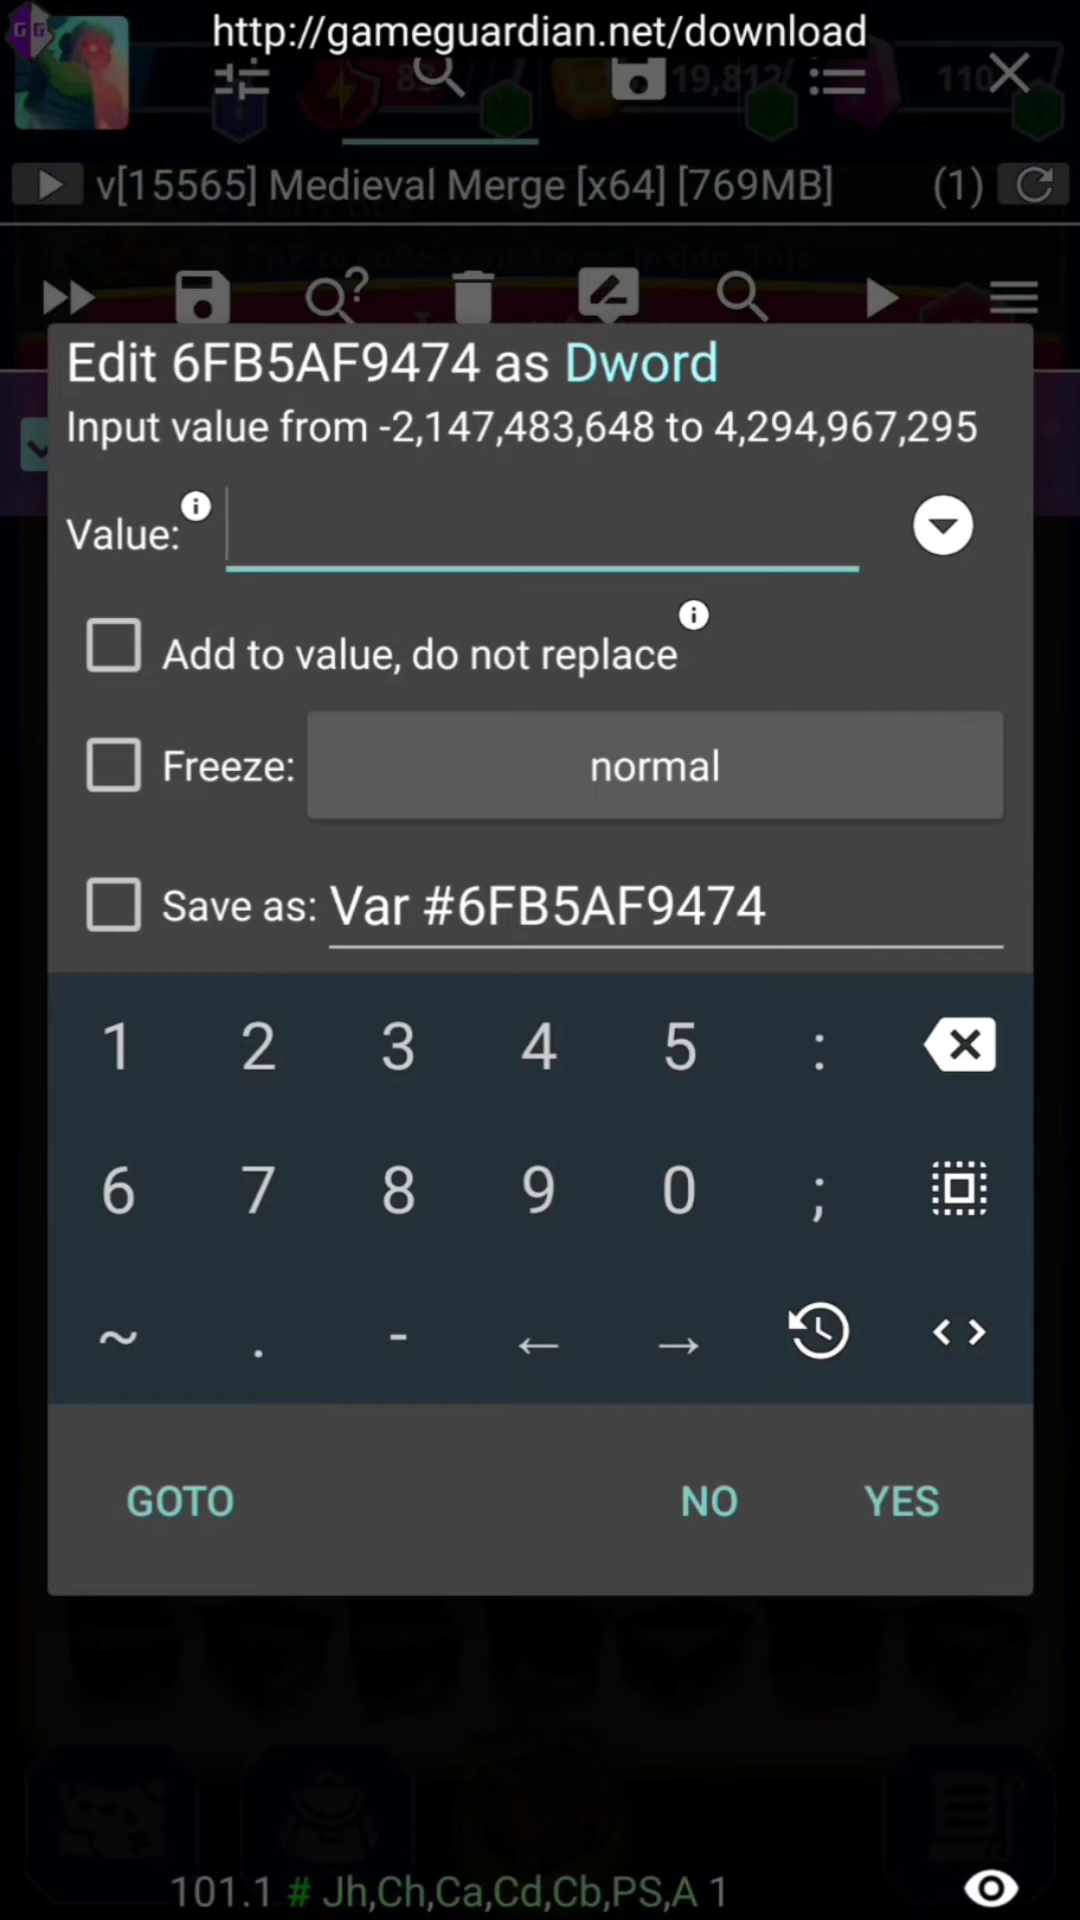 http://gameguardian.net/download
19,812
110
v[15565] Medieval Merge [x64] [769MB] (1)
Edit 6FB5AF9474 as Dword
Input value from -2,147,483,648 to 4,294,967,295
Value:
Add to value, do not replace
Freeze: normal
Save as: Var #6FB5AF9474
1 2 3 4 5 :
6 7 8 9 0 ;
~ . - ← →
GOTO NO YES
101.1 # Jh,Ch,Ca,Cd,Cb,PS,A 1